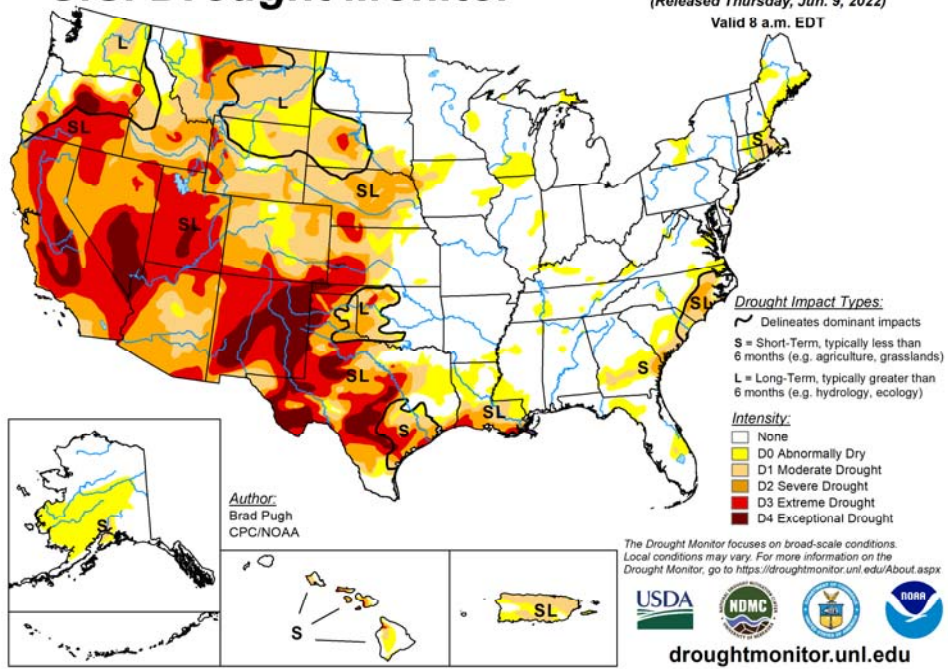 U.S. Drought Monitor
(Released Thursday, Jun. 9, 2022)
Valid 8 a.m. EDT
L
L
SL
S
SL
SL
L
SL
SL
S
SL
S
SL
Drought Impact Types:
Delineates dominant impacts
S = Short-Term, typically less than
6 months (e.g. agriculture, grasslands)
L = Long-Term, typically greater than
6 months (e.g. hydrology, ecology)
Intensity:
None
D0 Abnormally Dry
D1 Moderate Drought
D2 Severe Drought
D3 Extreme Drought
D4 Exceptional Drought
S
Author:
Brad Pugh
CPC/NOAA
S
SL
The Drought Monitor focuses on broad-scale conditions.
Local conditions may vary. For more information on the
Drought Monitor, go to https://droughtmonitor.unl.edu/About.aspx
USDA
NDMC
NOAA
droughtmonitor.unl.edu